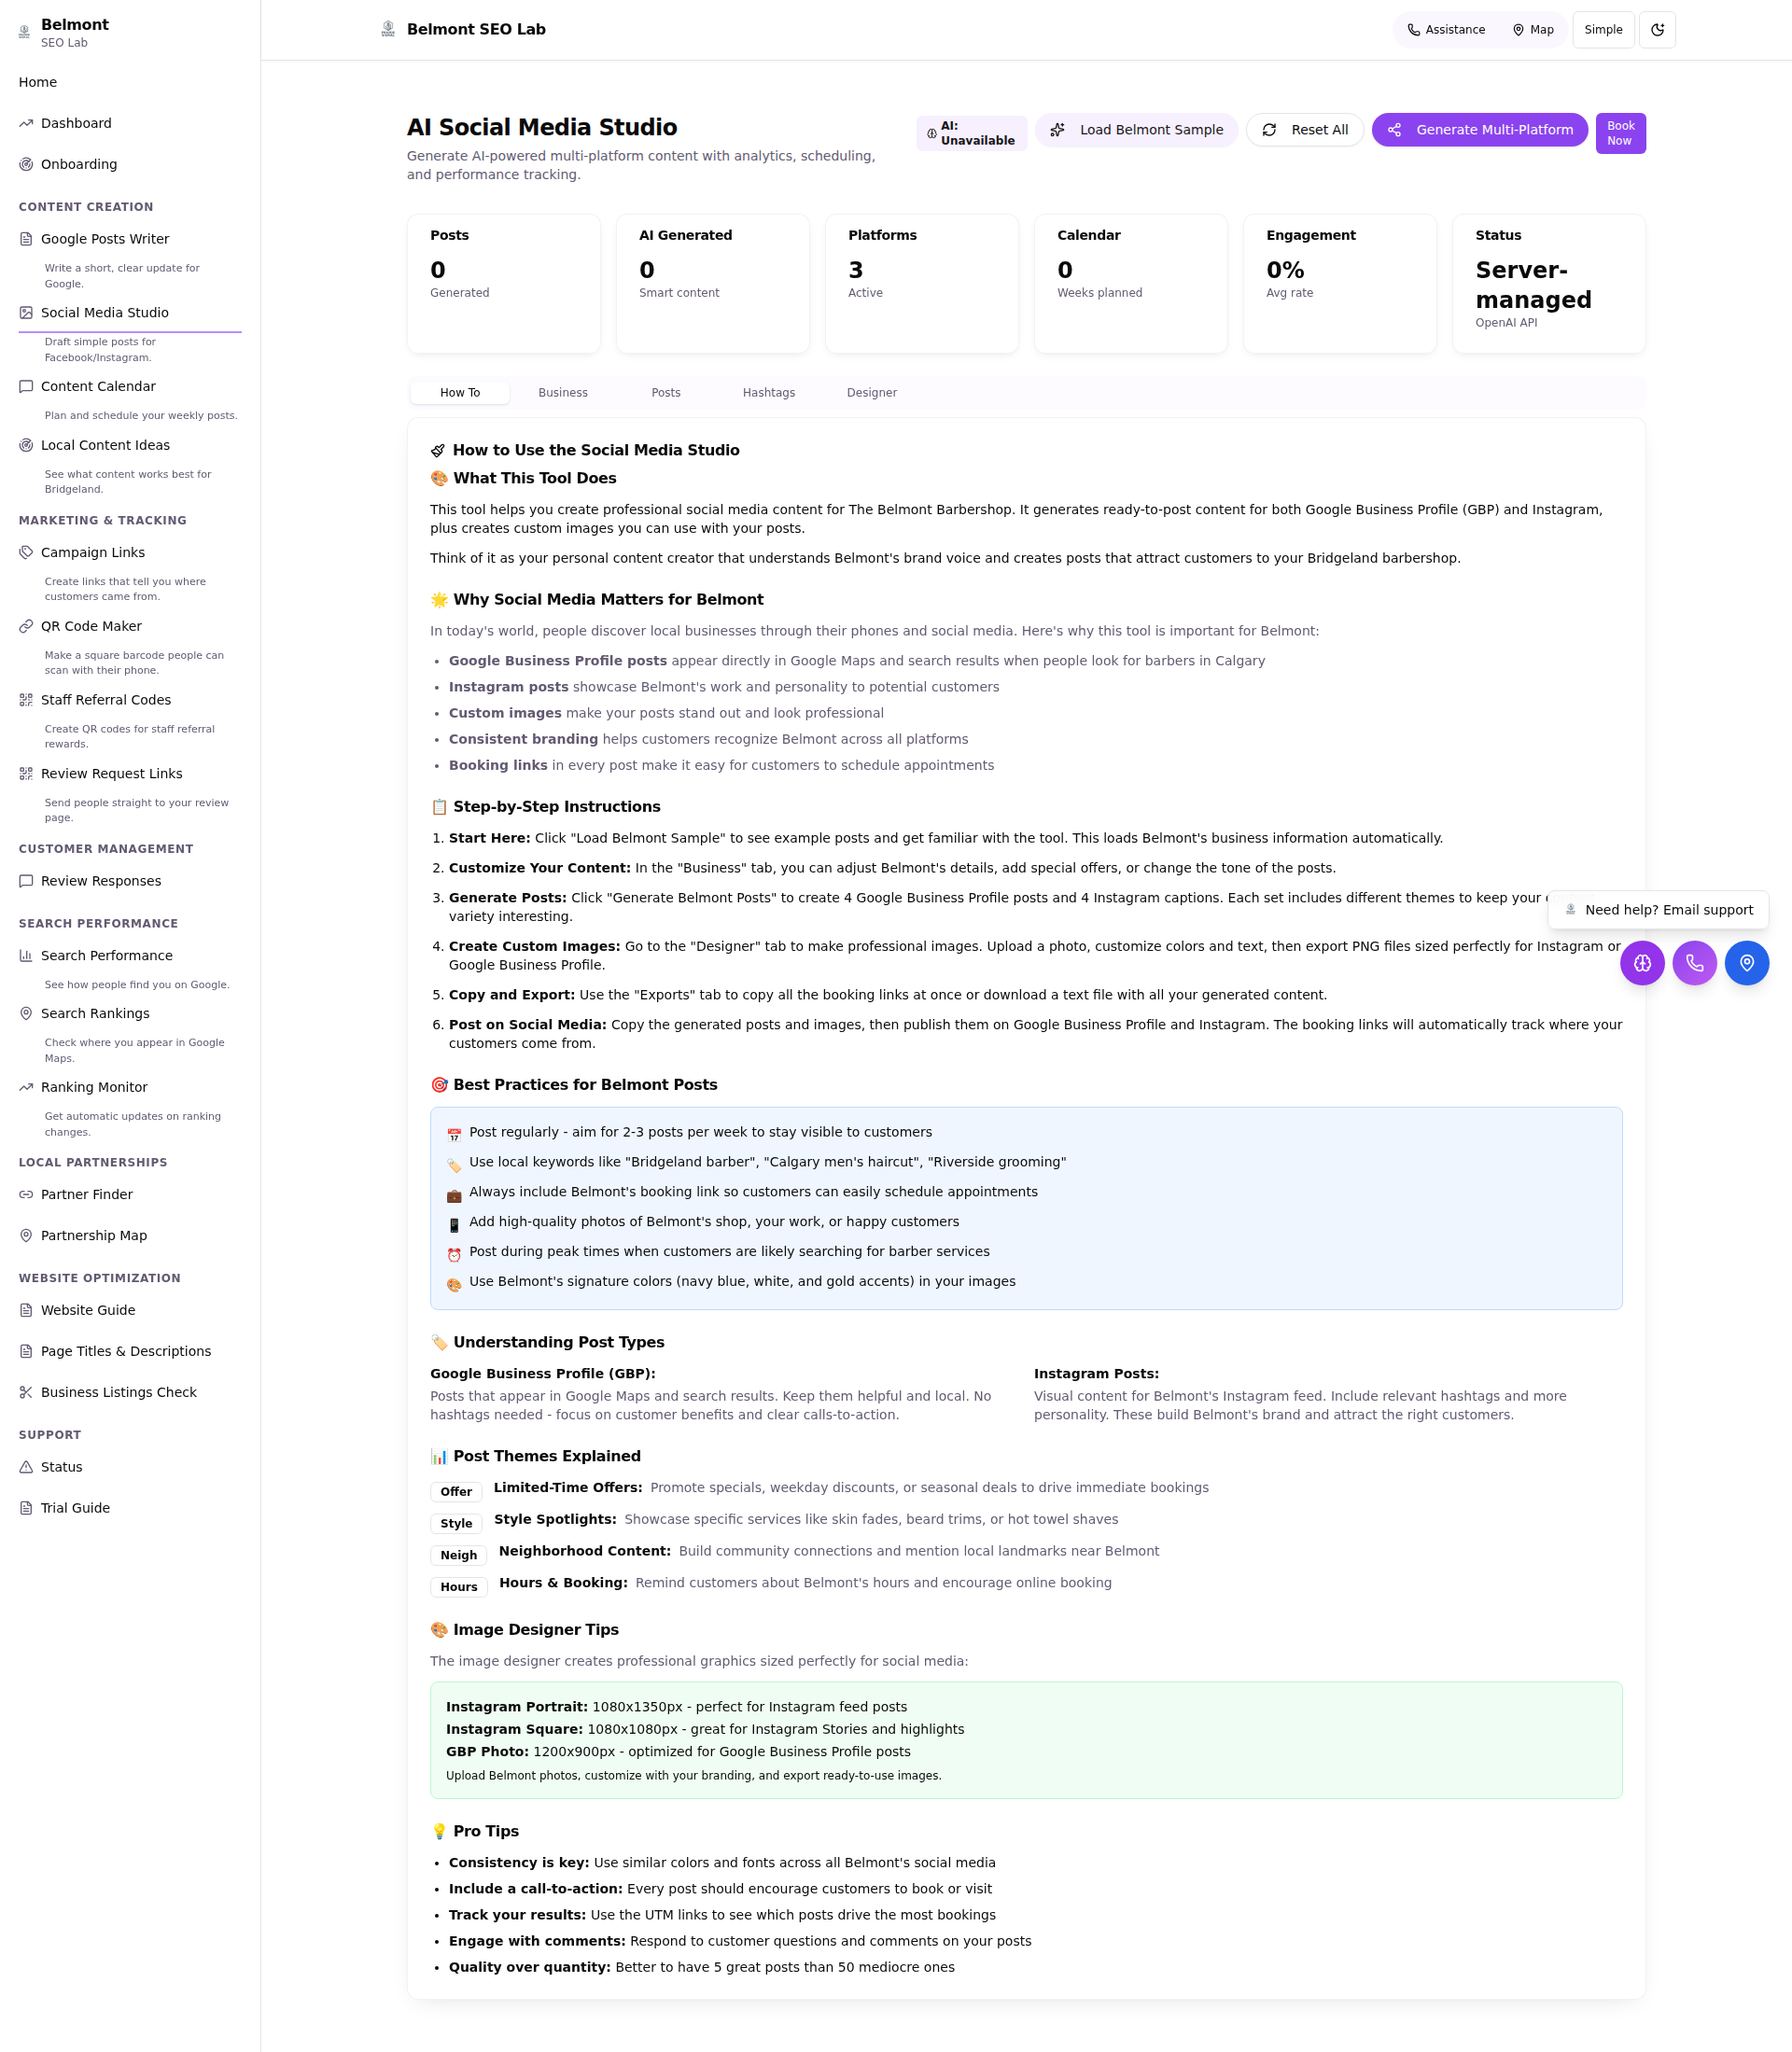 Belmont
SEO Lab
Home
Dashboard
Onboarding
CONTENT CREATION
Google Posts Writer
Write a short, clear update for
Google.
Social Media Studio
Draft simple posts for
Facebook/Instagram.
Content Calendar
Plan and schedule your weekly posts.
Local Content Ideas
See what content works best for
Bridgeland.
MARKETING & TRACKING
Campaign Links
Create links that tell you where
customers came from.
QR Code Maker
Make a square barcode people can
scan with their phone.
Staff Referral Codes
Create QR codes for staff referral
rewards.
Review Request Links
Send people straight to your review
page.
CUSTOMER MANAGEMENT
Review Responses
SEARCH PERFORMANCE
Search Performance
See how people find you on Google.
Search Rankings
Check where you appear in Google
Maps.
Ranking Monitor
Get automatic updates on ranking
changes.
LOCAL PARTNERSHIPS
Partner Finder
Partnership Map
WEBSITE OPTIMIZATION
Website Guide
Page Titles & Descriptions
Business Listings Check
SUPPORT
Status
Trial Guide
Belmont SEO Lab
Assistance
Map
Simple
AI Social Media Studio
Generate AI-powered multi-platform content with analytics, scheduling,
and performance tracking.
AI:
Unavailable
Load Belmont Sample
Reset All
Generate Multi-Platform
Book
Now
Posts
0
Generated
AI Generated
0
Smart content
Platforms
3
Active
Calendar
0
Weeks planned
Engagement
0%
Avg rate
Status
Server-
managed
OpenAI API
How To
Business
Posts
Hashtags
Designer
How to Use the Social Media Studio
🎨 What This Tool Does
This tool helps you create professional social media content for The Belmont Barbershop. It generates ready-to-post content for both Google Business Profile (GBP) and Instagram,
plus creates custom images you can use with your posts.
Think of it as your personal content creator that understands Belmont's brand voice and creates posts that attract customers to your Bridgeland barbershop.
🌟 Why Social Media Matters for Belmont
In today's world, people discover local businesses through their phones and social media. Here's why this tool is important for Belmont:
• Google Business Profile posts appear directly in Google Maps and search results when people look for barbers in Calgary
• Instagram posts showcase Belmont's work and personality to potential customers
• Custom images make your posts stand out and look professional
• Consistent branding helps customers recognize Belmont across all platforms
• Booking links in every post make it easy for customers to schedule appointments
📋 Step-by-Step Instructions
1. Start Here: Click "Load Belmont Sample" to see example posts and get familiar with the tool. This loads Belmont's business information automatically.
2. Customize Your Content: In the "Business" tab, you can adjust Belmont's details, add special offers, or change the tone of the posts.
3. Generate Posts: Click "Generate Belmont Posts" to create 4 Google Business Profile posts and 4 Instagram captions. Each set includes different themes to keep your
variety interesting.
4. Create Custom Images: Go to the "Designer" tab to make professional images. Upload a photo, customize colors and text, then export PNG files sized perfectly for Instagram or
Google Business Profile.
5. Copy and Export: Use the "Exports" tab to copy all the booking links at once or download a text file with all your generated content.
6. Post on Social Media: Copy the generated posts and images, then publish them on Google Business Profile and Instagram. The booking links will automatically track where your
customers come from.
Need help? Email support
🎯 Best Practices for Belmont Posts
📅 Post regularly - aim for 2-3 posts per week to stay visible to customers
🏷️ Use local keywords like "Bridgeland barber", "Calgary men's haircut", "Riverside grooming"
💼 Always include Belmont's booking link so customers can easily schedule appointments
📱 Add high-quality photos of Belmont's shop, your work, or happy customers
⏰ Post during peak times when customers are likely searching for barber services
🎨 Use Belmont's signature colors (navy blue, white, and gold accents) in your images
🏷️ Understanding Post Types
Google Business Profile (GBP):
Posts that appear in Google Maps and search results. Keep them helpful and local. No
hashtags needed - focus on customer benefits and clear calls-to-action.
Instagram Posts:
Visual content for Belmont's Instagram feed. Include relevant hashtags and more
personality. These build Belmont's brand and attract the right customers.
📊 Post Themes Explained
Offer Limited-Time Offers: Promote specials, weekday discounts, or seasonal deals to drive immediate bookings
Style Style Spotlights: Showcase specific services like skin fades, beard trims, or hot towel shaves
Neigh Neighborhood Content: Build community connections and mention local landmarks near Belmont
Hours Hours & Booking: Remind customers about Belmont's hours and encourage online booking
🎨 Image Designer Tips
The image designer creates professional graphics sized perfectly for social media:
Instagram Portrait: 1080x1350px - perfect for Instagram feed posts
Instagram Square: 1080x1080px - great for Instagram Stories and highlights
GBP Photo: 1200x900px - optimized for Google Business Profile posts
Upload Belmont photos, customize with your branding, and export ready-to-use images.
💡 Pro Tips
• Consistency is key: Use similar colors and fonts across all Belmont's social media
• Include a call-to-action: Every post should encourage customers to book or visit
• Track your results: Use the UTM links to see which posts drive the most bookings
• Engage with comments: Respond to customer questions and comments on your posts
• Quality over quantity: Better to have 5 great posts than 50 mediocre ones